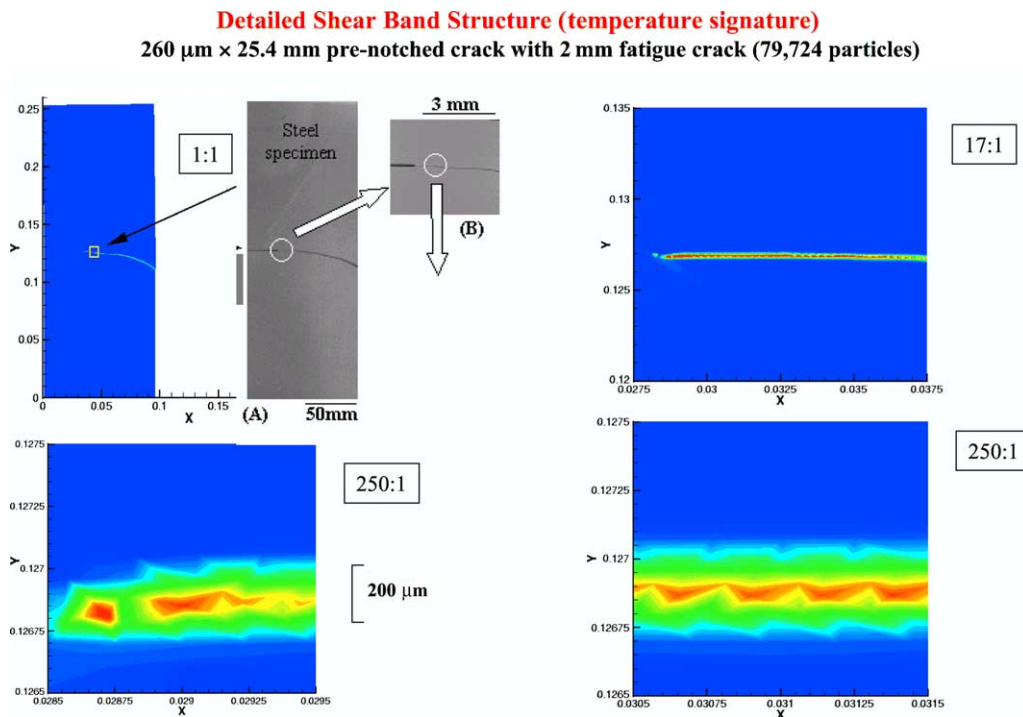 Detailed Shear Band Structure (temperature signature)
260 μm × 25.4 mm pre-notched crack with 2 mm fatigue crack (79,724 particles)
0.25
0.2
0.15
0.1
0.05
0
Y
0
0.05
0.1
0.15
X
1:1
Steel
specimen
(A)
50mm
3 mm
(B)
0.135
0.13
0.125
0.12
Y
0.0275
0.03
0.0325
0.035
0.0375
X
17:1
0.1275
0.12725
0.127
0.12675
0.1265
Y
0.0285
0.02875
0.029
0.02925
0.0295
X
250:1
200 μm
0.1275
0.12725
0.127
0.12675
0.1265
Y
0.0305
0.03075
0.031
0.03125
0.0315
X
250:1